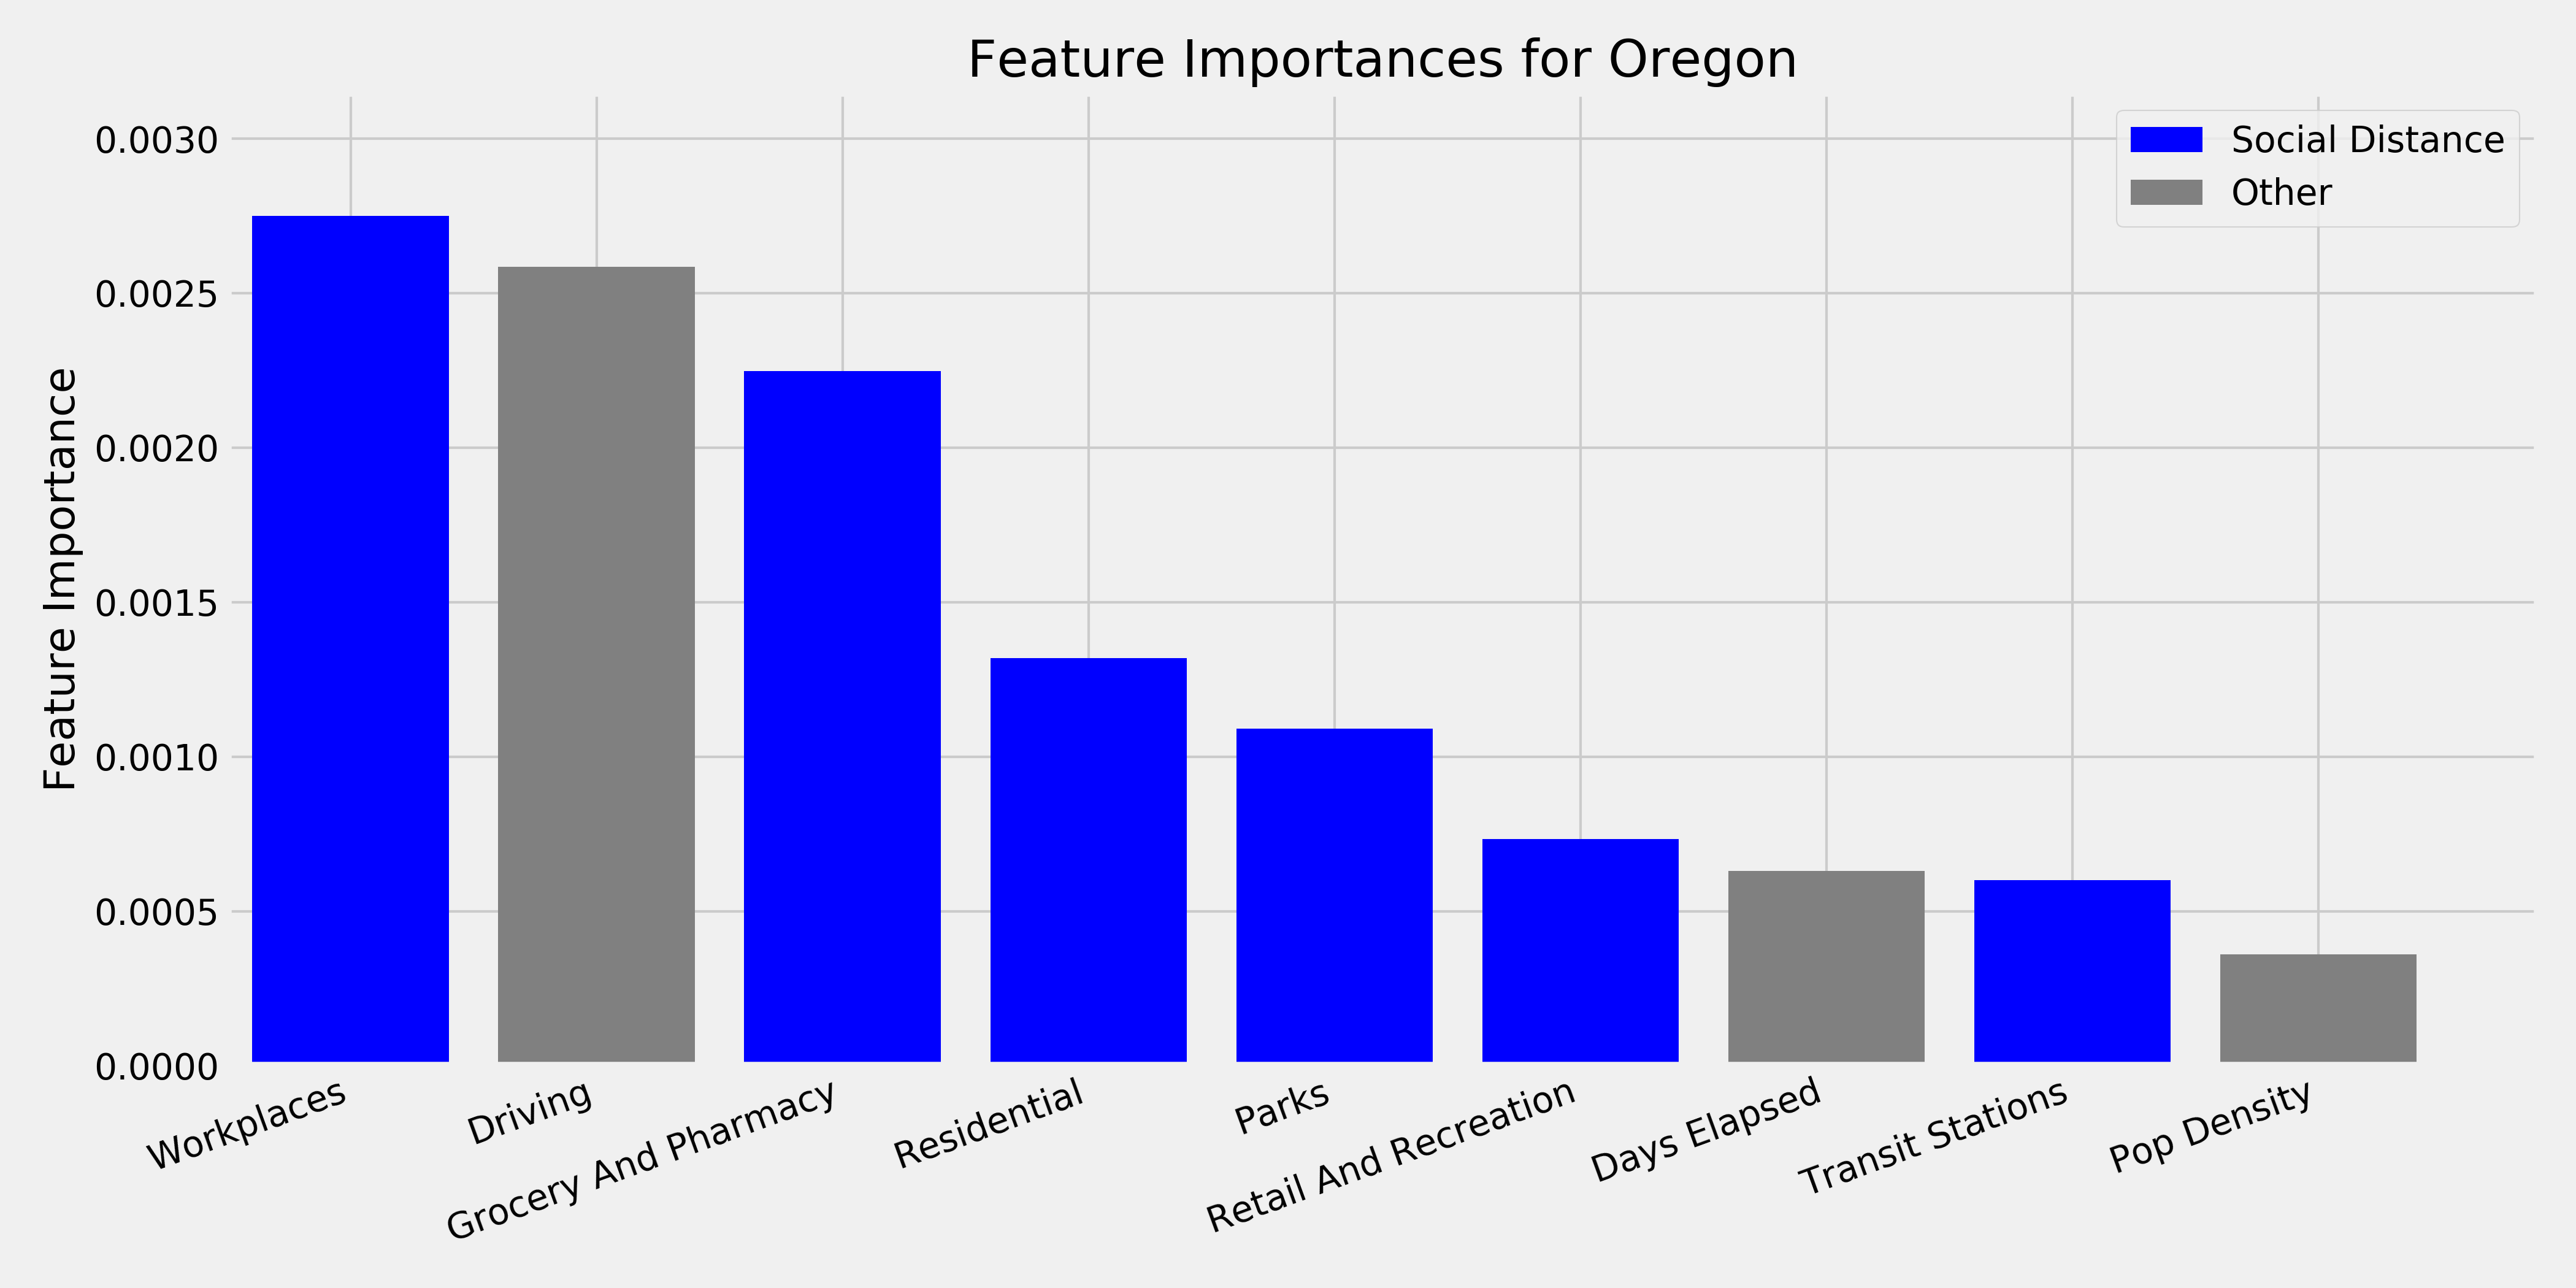 Feature Importances for Oregon
Social Distance
Other
Feature Importance
0.0030
0.0025
0.0020
0.0015
0.0010
0.0005
0.0000
Workplaces
Driving
Grocery And Pharmacy
Residential
Parks
Retail And Recreation
Days Elapsed
Transit Stations
Pop Density